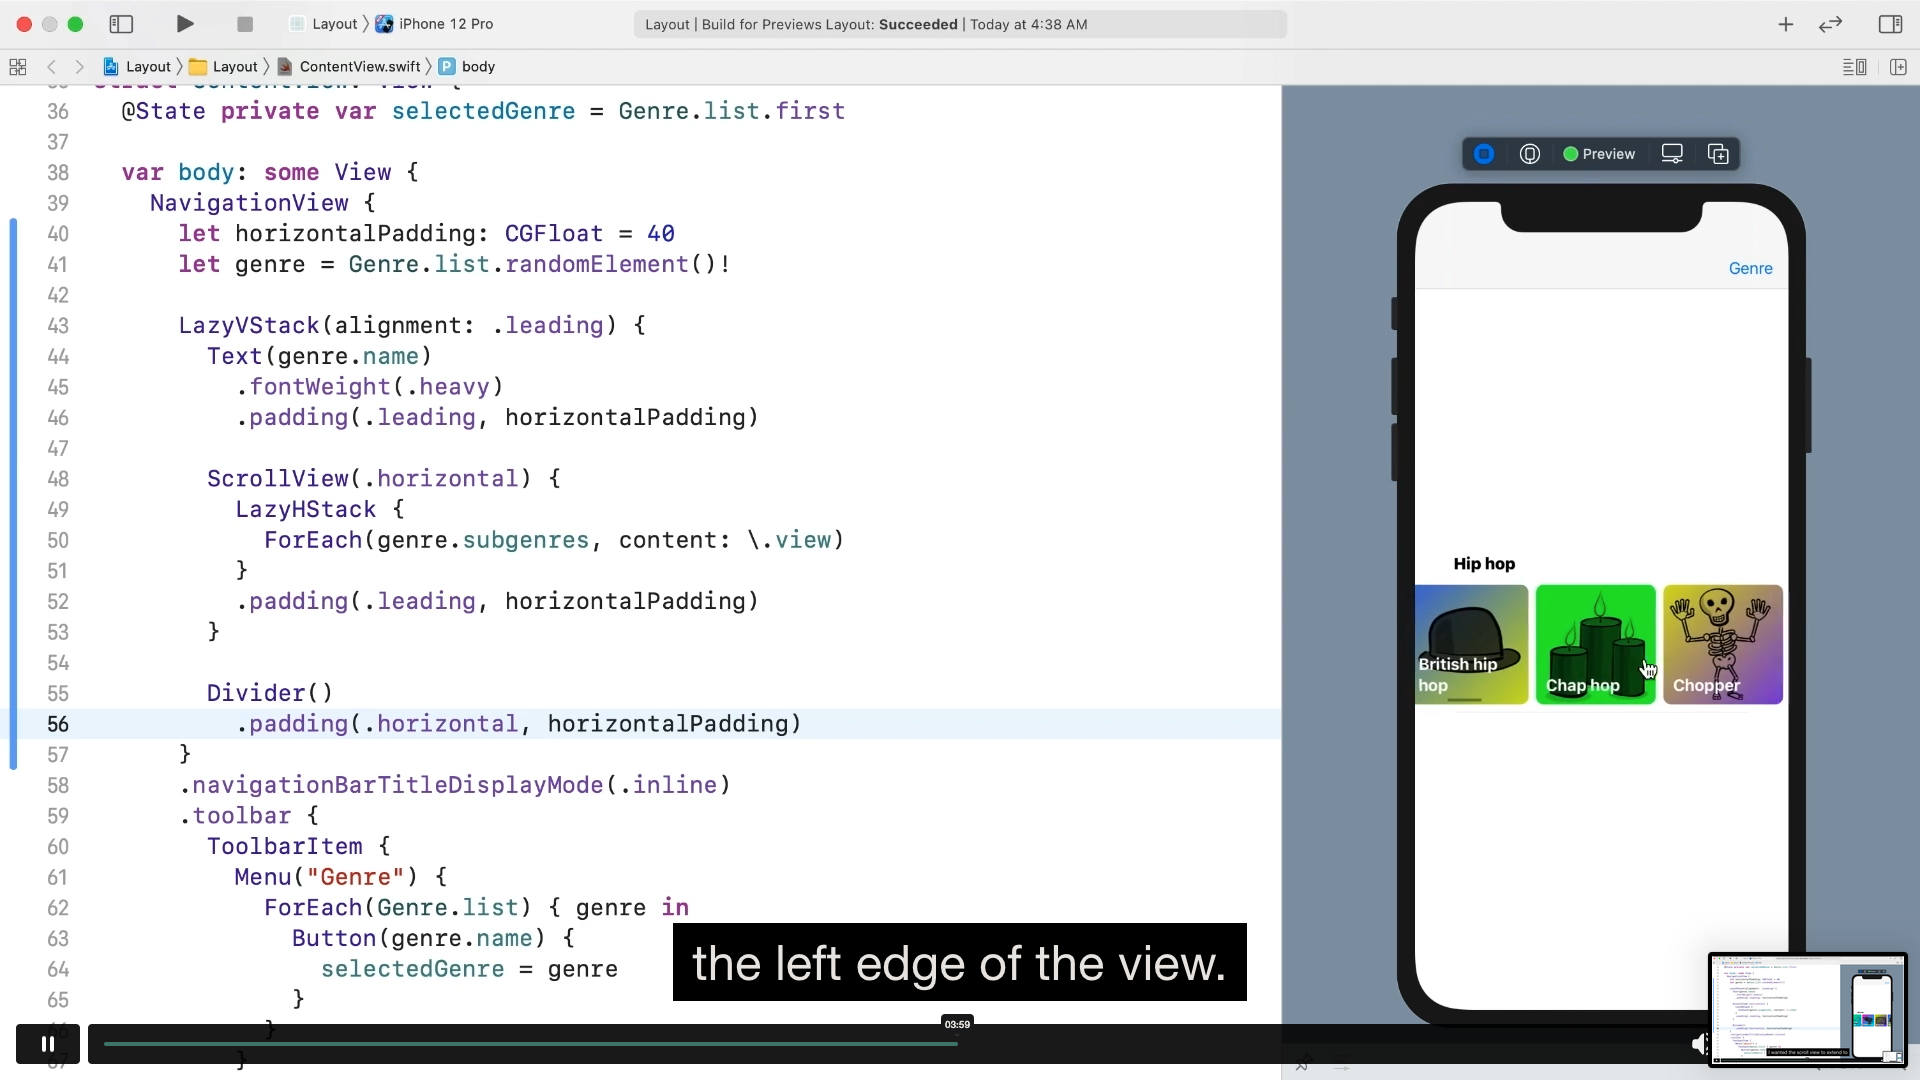 Layout 〉 iPhone 12 Pro
Layout | Build for Previews Layout: Succeeded | Today at 4:38 AM
Layout 〉 Layout 〉 ContentView.swift 〉 P body
36 @State private var selectedGenre = Genre.list.first
37
38 var body: some View {
39 NavigationView {
40 let horizontalPadding: CGFloat = 40
41 let genre = Genre.list.randomElement()!
42
43 LazyVStack(alignment: .leading) {
44 Text(genre.name)
45 .fontWeight(.heavy)
46 .padding(.leading, horizontalPadding)
47
48 ScrollView(.horizontal) {
49 LazyHStack {
50 ForEach(genre.subgenres, content: \.view)
51 }
52 .padding(.leading, horizontalPadding)
53 }
54
55 Divider()
56 .padding(.horizontal, horizontalPadding)
57 }
58 .navigationBarTitleDisplayMode(.inline)
59 .toolbar {
60 ToolbarItem {
61 Menu("Genre") {
62 ForEach(Genre.list) { genre in
63 Button(genre.name) {
64 selectedGenre = genre
65 }
66 }
67 }
Preview
Genre
Hip hop
British hip
hop
Chap hop
Chopper
the left edge of the view.
03:59